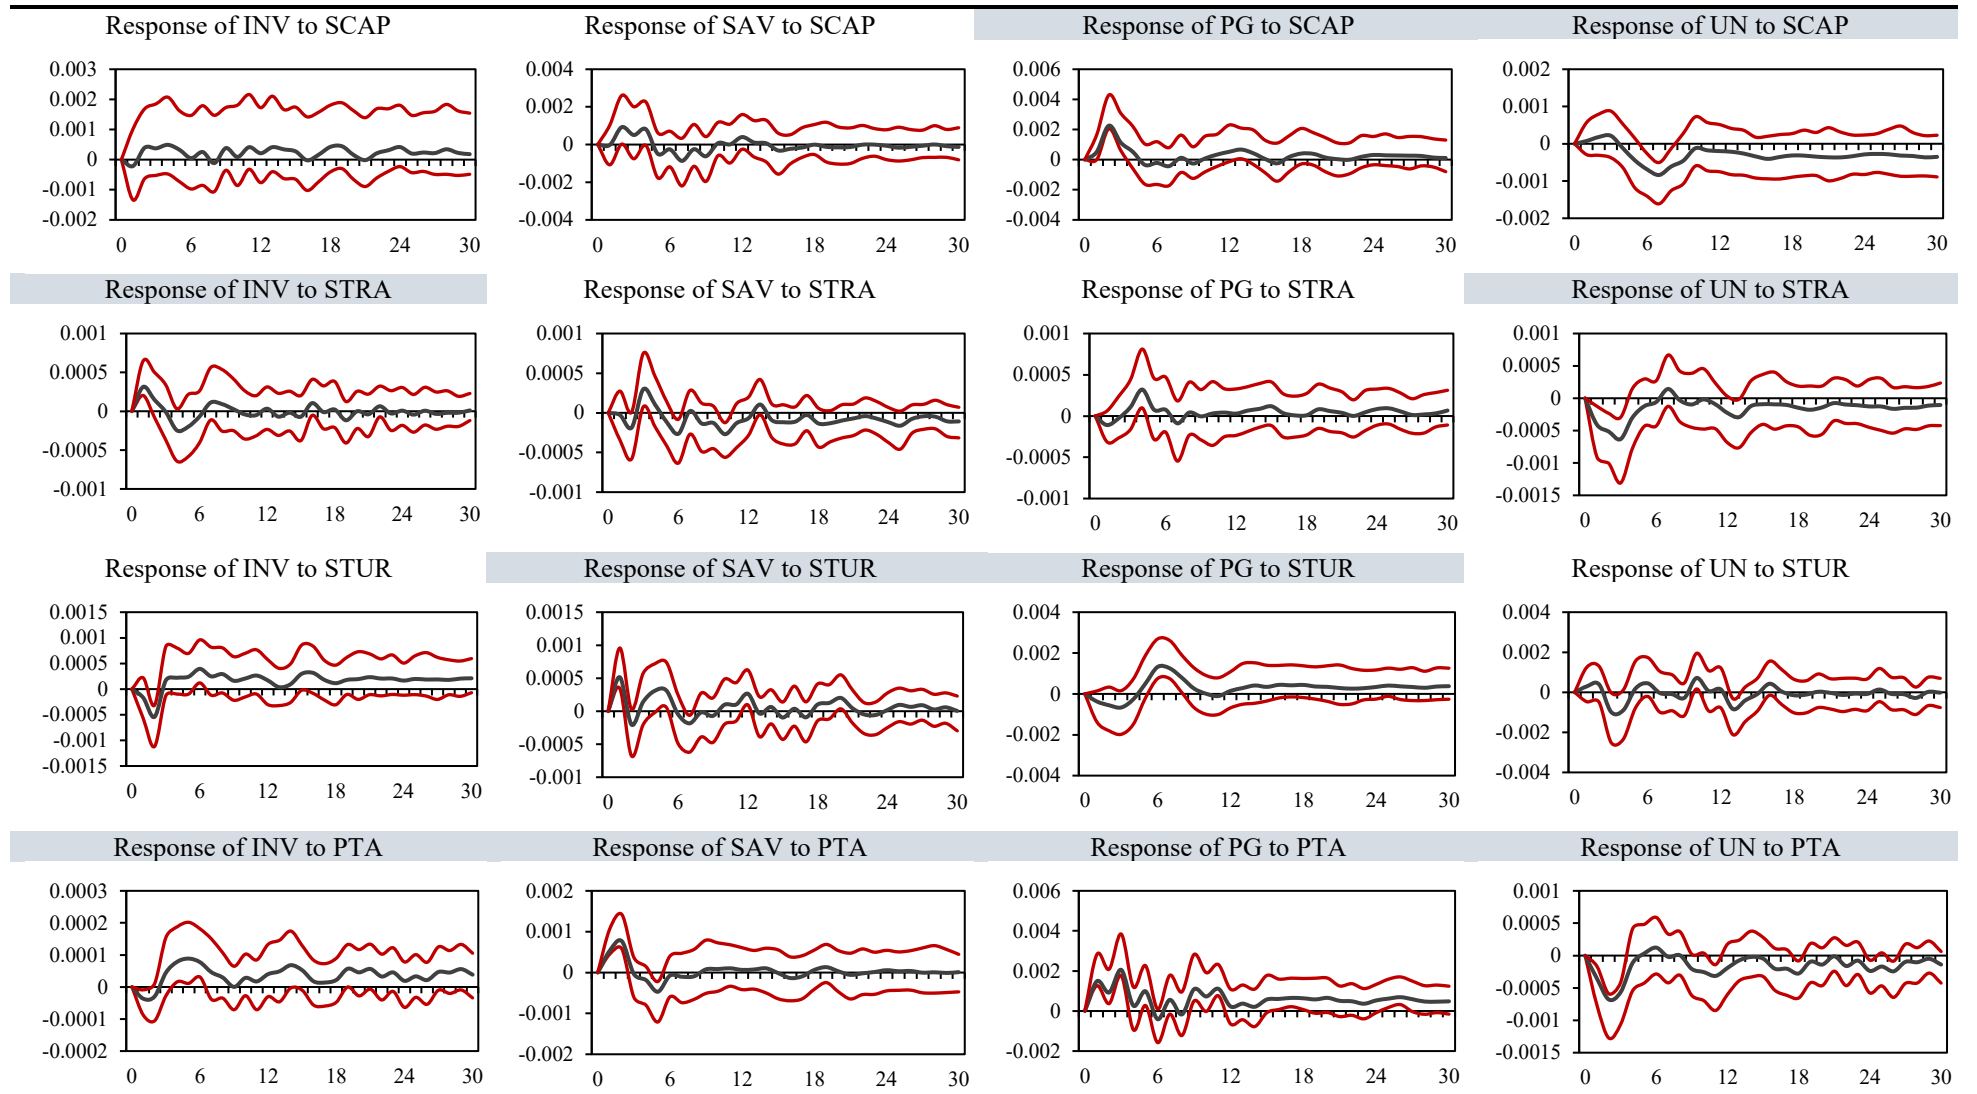 Response of INV to SCAP
Response of SAV to SCAP
Response of PG to SCAP
Response of UN to SCAP
0.003
0.002
0.001
0
-0.001
-0.002
0 6 12 18 24 30
0.004
0.002
0
-0.002
-0.004
0 6 12 18 24 30
0.006
0.004
0.002
0
-0.002
-0.004
0 6 12 18 24 30
0.002
0.001
0
-0.001
-0.002
0 6 12 18 24 30
Response of INV to STRA
Response of SAV to STRA
Response of PG to STRA
Response of UN to STRA
0.001
0.0005
0
-0.0005
-0.001
0 6 12 18 24 30
0.001
0.0005
0
-0.0005
-0.001
0 6 12 18 24 30
0.001
0.0005
0
-0.0005
-0.001
0 6 12 18 24 30
0.001
0.0005
0
-0.0005
-0.001
-0.0015
0 6 12 18 24 30
Response of INV to STUR
Response of SAV to STUR
Response of PG to STUR
Response of UN to STUR
0.0015
0.001
0.0005
0
-0.0005
-0.001
-0.0015
0 6 12 18 24 30
0.0015
0.001
0.0005
0
-0.0005
-0.001
0 6 12 18 24 30
0.004
0.002
0
-0.002
-0.004
0 6 12 18 24 30
0.004
0.002
0
-0.002
-0.004
0 6 12 18 24 30
Response of INV to PTA
Response of SAV to PTA
Response of PG to PTA
Response of UN to PTA
0.0003
0.0002
0.0001
0
-0.0001
-0.0002
0 6 12 18 24 30
0.002
0.001
0
-0.001
-0.002
0 6 12 18 24 30
0.006
0.004
0.002
0
-0.002
0 6 12 18 24 30
0.001
0.0005
0
-0.0005
-0.001
-0.0015
0 6 12 18 24 30